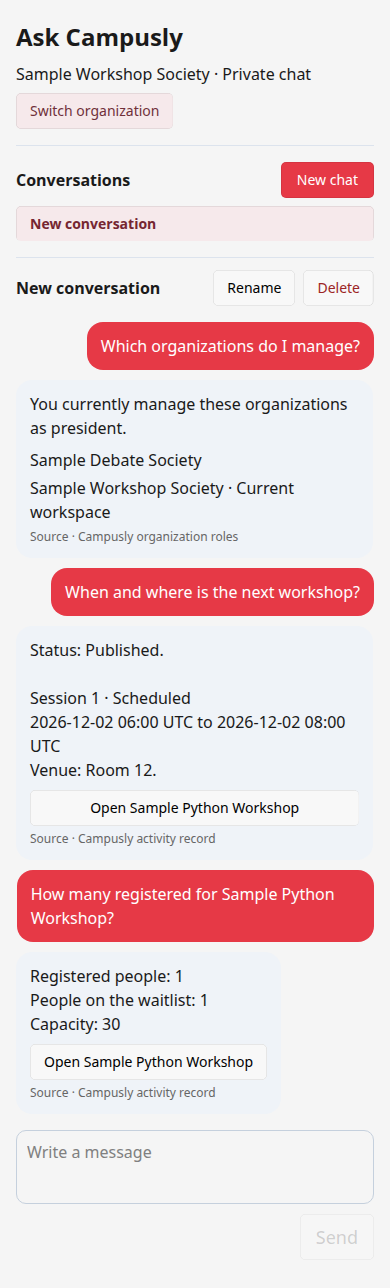 Ask Campusly
Sample Workshop Society · Private chat
Switch organization
Conversations
New chat
New conversation
New conversation
Rename
Delete
Which organizations do I manage?
You currently manage these organizations
as president.
Sample Debate Society
Sample Workshop Society · Current
workspace
Source · Campusly organization roles
When and where is the next workshop?
Status: Published.
Session 1 · Scheduled
2026-12-02 06:00 UTC to 2026-12-02 08:00
UTC
Venue: Room 12.
Open Sample Python Workshop
Source · Campusly activity record
How many registered for Sample Python
Workshop?
Registered people: 1
People on the waitlist: 1
Capacity: 30
Open Sample Python Workshop
Source · Campusly activity record
Write a message
Send